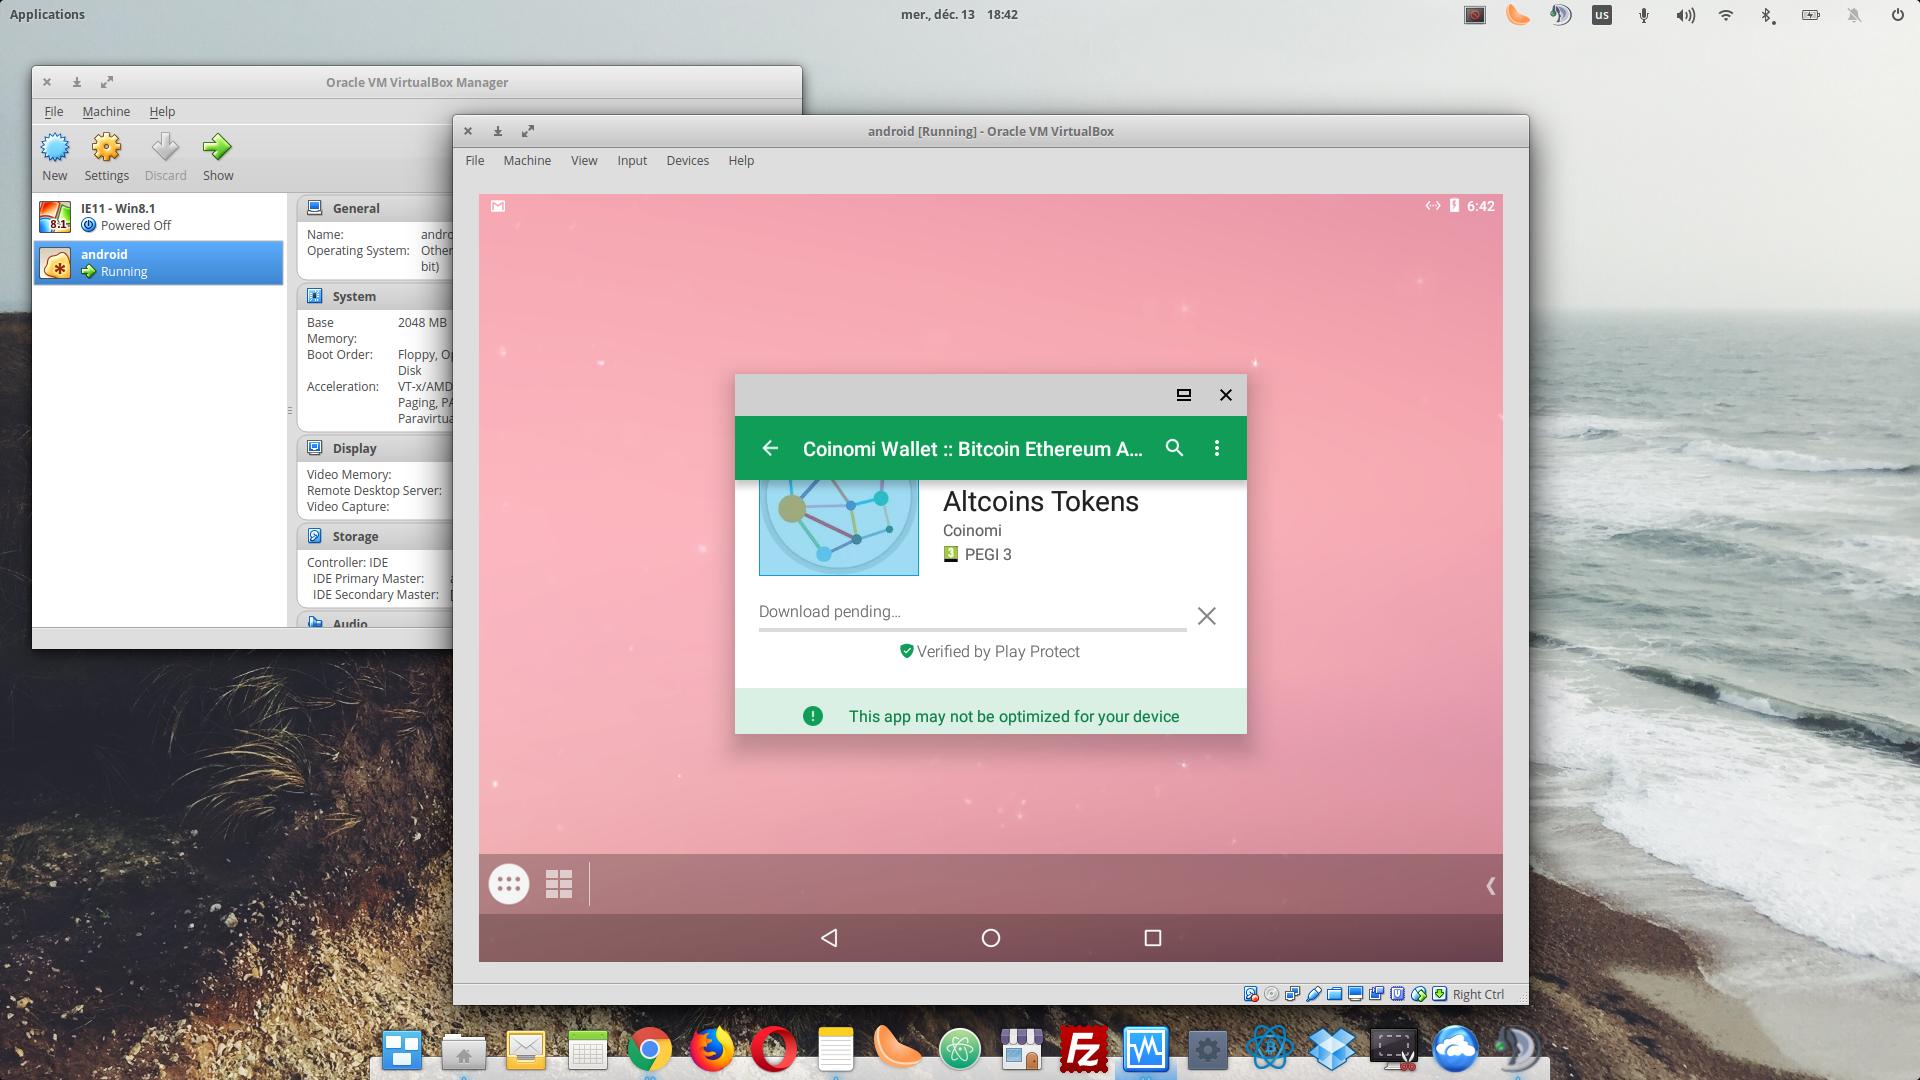 Applications
mer., déc. 13 18:42
us
Oracle VM VirtualBox Manager
File Machine Help
New Settings Discard Show
IE11 - Win8.1
Powered Off
8.1
android
Running
General
Name: andro
Operating System: Other
bit)
System
Base 2048 MB
Memory:
Boot Order: Floppy, Op
Disk
Acceleration: VT-x/AMD
Paging, PA
Paravirtua
Display
Video Memory:
Remote Desktop Server:
Video Capture:
Storage
Controller: IDE
IDE Primary Master:
IDE Secondary Master: [
Audio
android [Running] - Oracle VM VirtualBox
File Machine View Input Devices Help
6:42
Coinomi Wallet :: Bitcoin Ethereum A...
Altcoins Tokens
Coinomi
3 PEGI 3
Download pending...
Verified by Play Protect
This app may not be optimized for your device
Right Ctrl
Fz